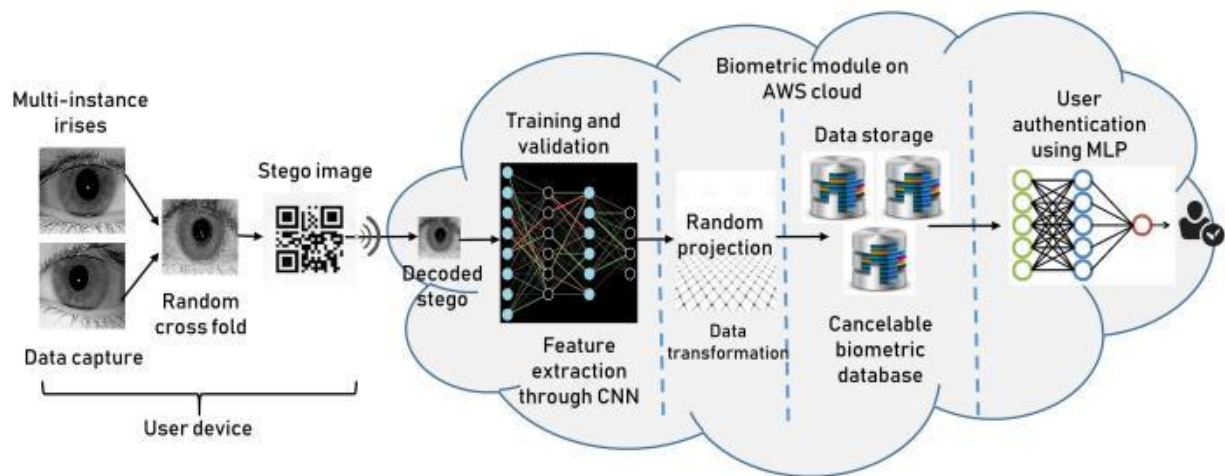 Multi-instance
irises
Data capture
Random
cross fold
Stego image
User device
Decoded
stego
Training and
validation
Feature
extraction
through CNN
Biometric module on
AWS cloud
Random
projection
Data
transformation
Data storage
Cancelable
biometric
database
User
authentication
using MLP